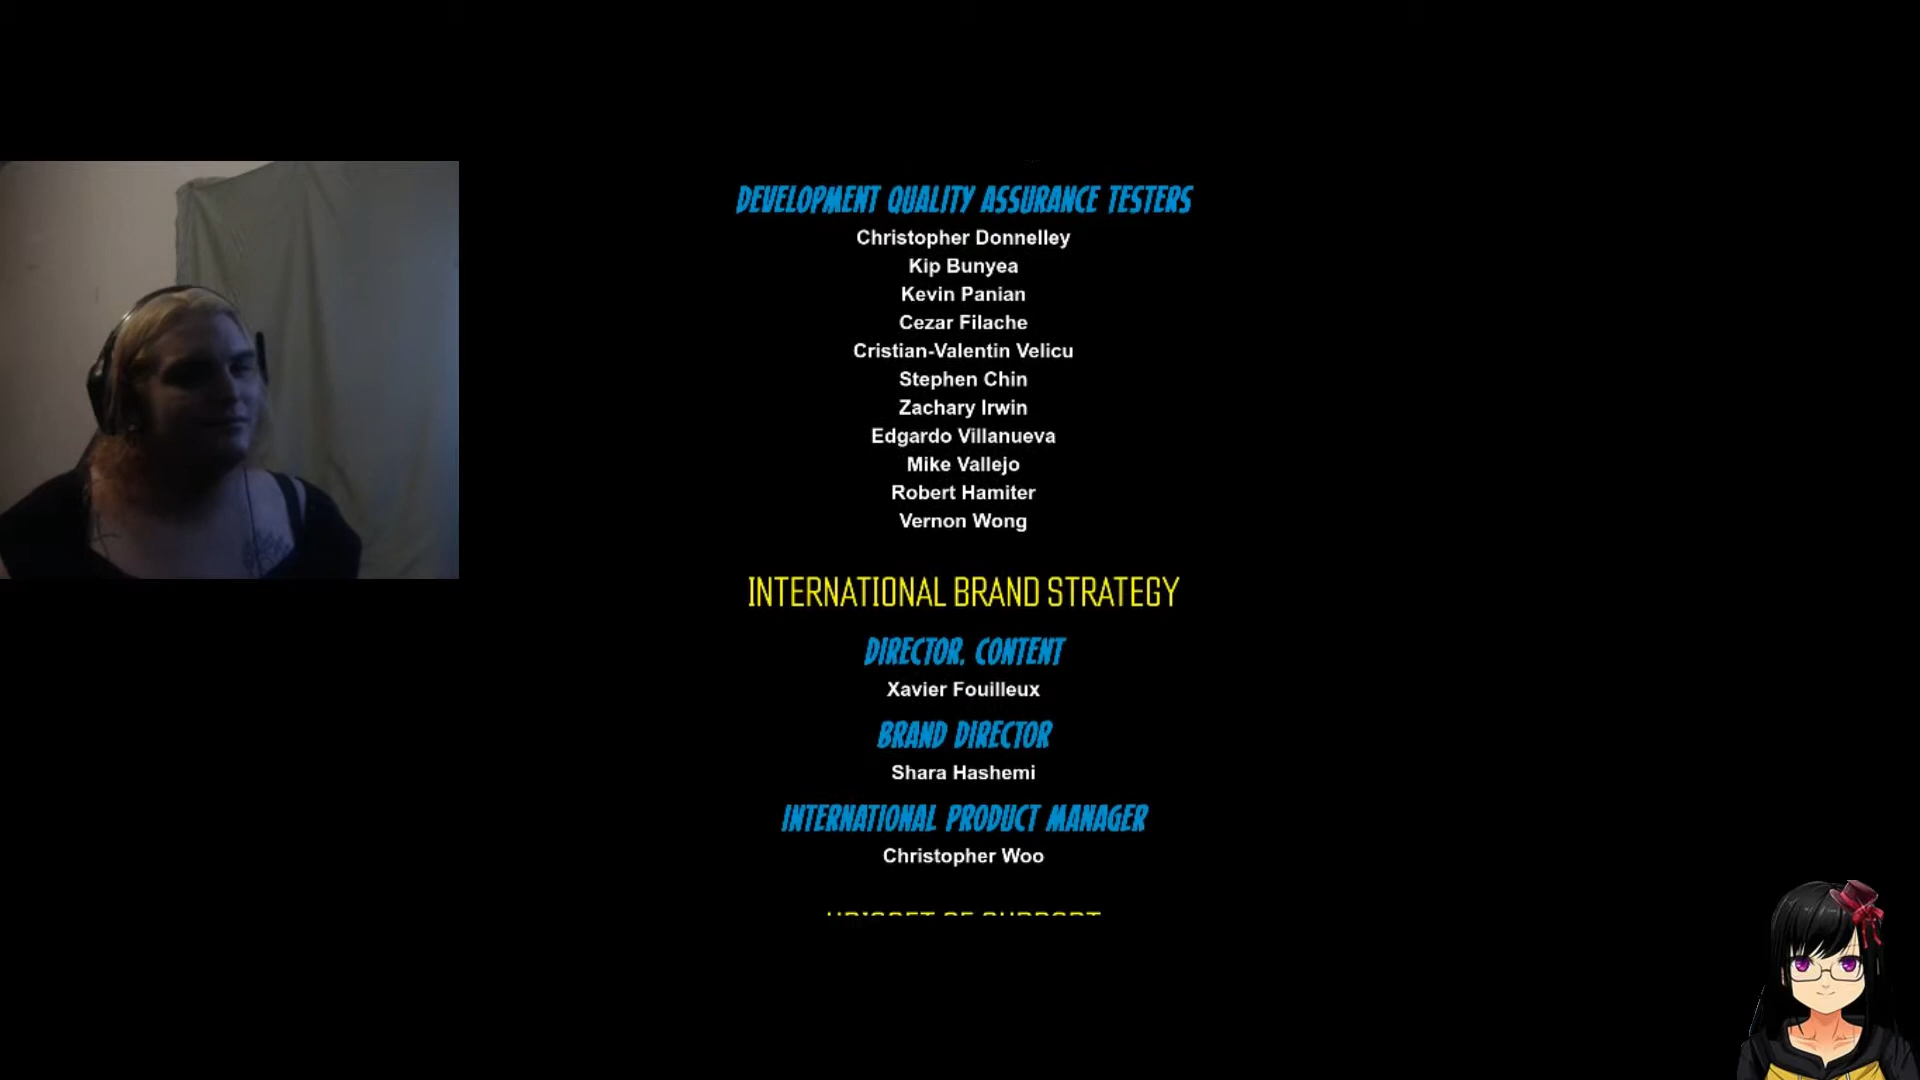 DEVELOPMENT QUALITY ASSURANCE TESTERS
Christopher Donnelley
Kip Bunyea
Kevin Panian
Cezar Filache
Cristian-Valentin Velicu
Stephen Chin
Zachary Irwin
Edgardo Villanueva
Mike Vallejo
Robert Hamiter
Vernon Wong
INTERNATIONAL BRAND STRATEGY
DIRECTOR, CONTENT
Xavier Fouilleux
BRAND DIRECTOR
Shara Hashemi
INTERNATIONAL PRODUCT MANAGER
Christopher Woo